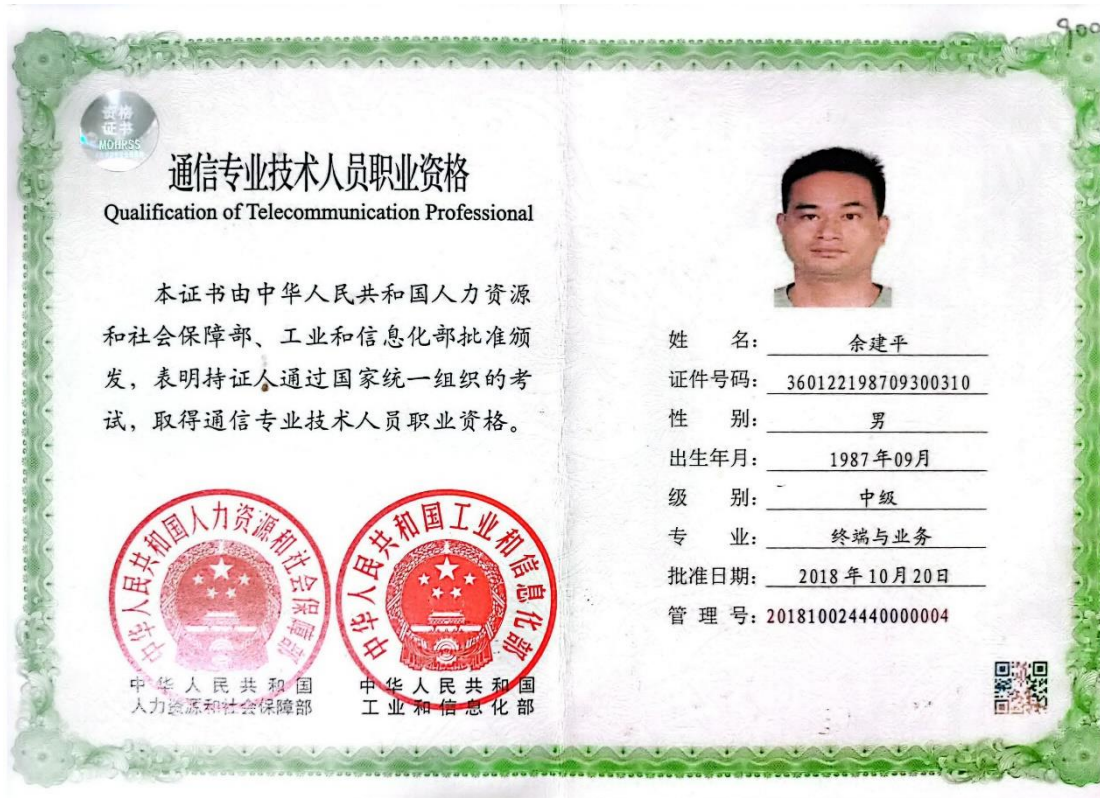 900
资格
证书
MOHRSS
通信专业技术人员职业资格
Qualification of Telecommunication Professional
本证书由中华人民共和国人力资源
和社会保障部、工业和信息化部批准颁
发，表明持证人通过国家统一组织的考
试，取得通信专业技术人员职业资格。
中华人民共和国人力资源和社会保障部
中华人民共和国工业和信息化部
中华人民共和国
人力资源和社会保障部
中华人民共和国
工业和信息化部
姓 名： 余建平
证件号码： 360122198709300310
性 别： 男
出生年月： 1987年09月
级 别： 中级
专 业： 终端与业务
批准日期： 2018年10月20日
管 理 号：201810024440000004